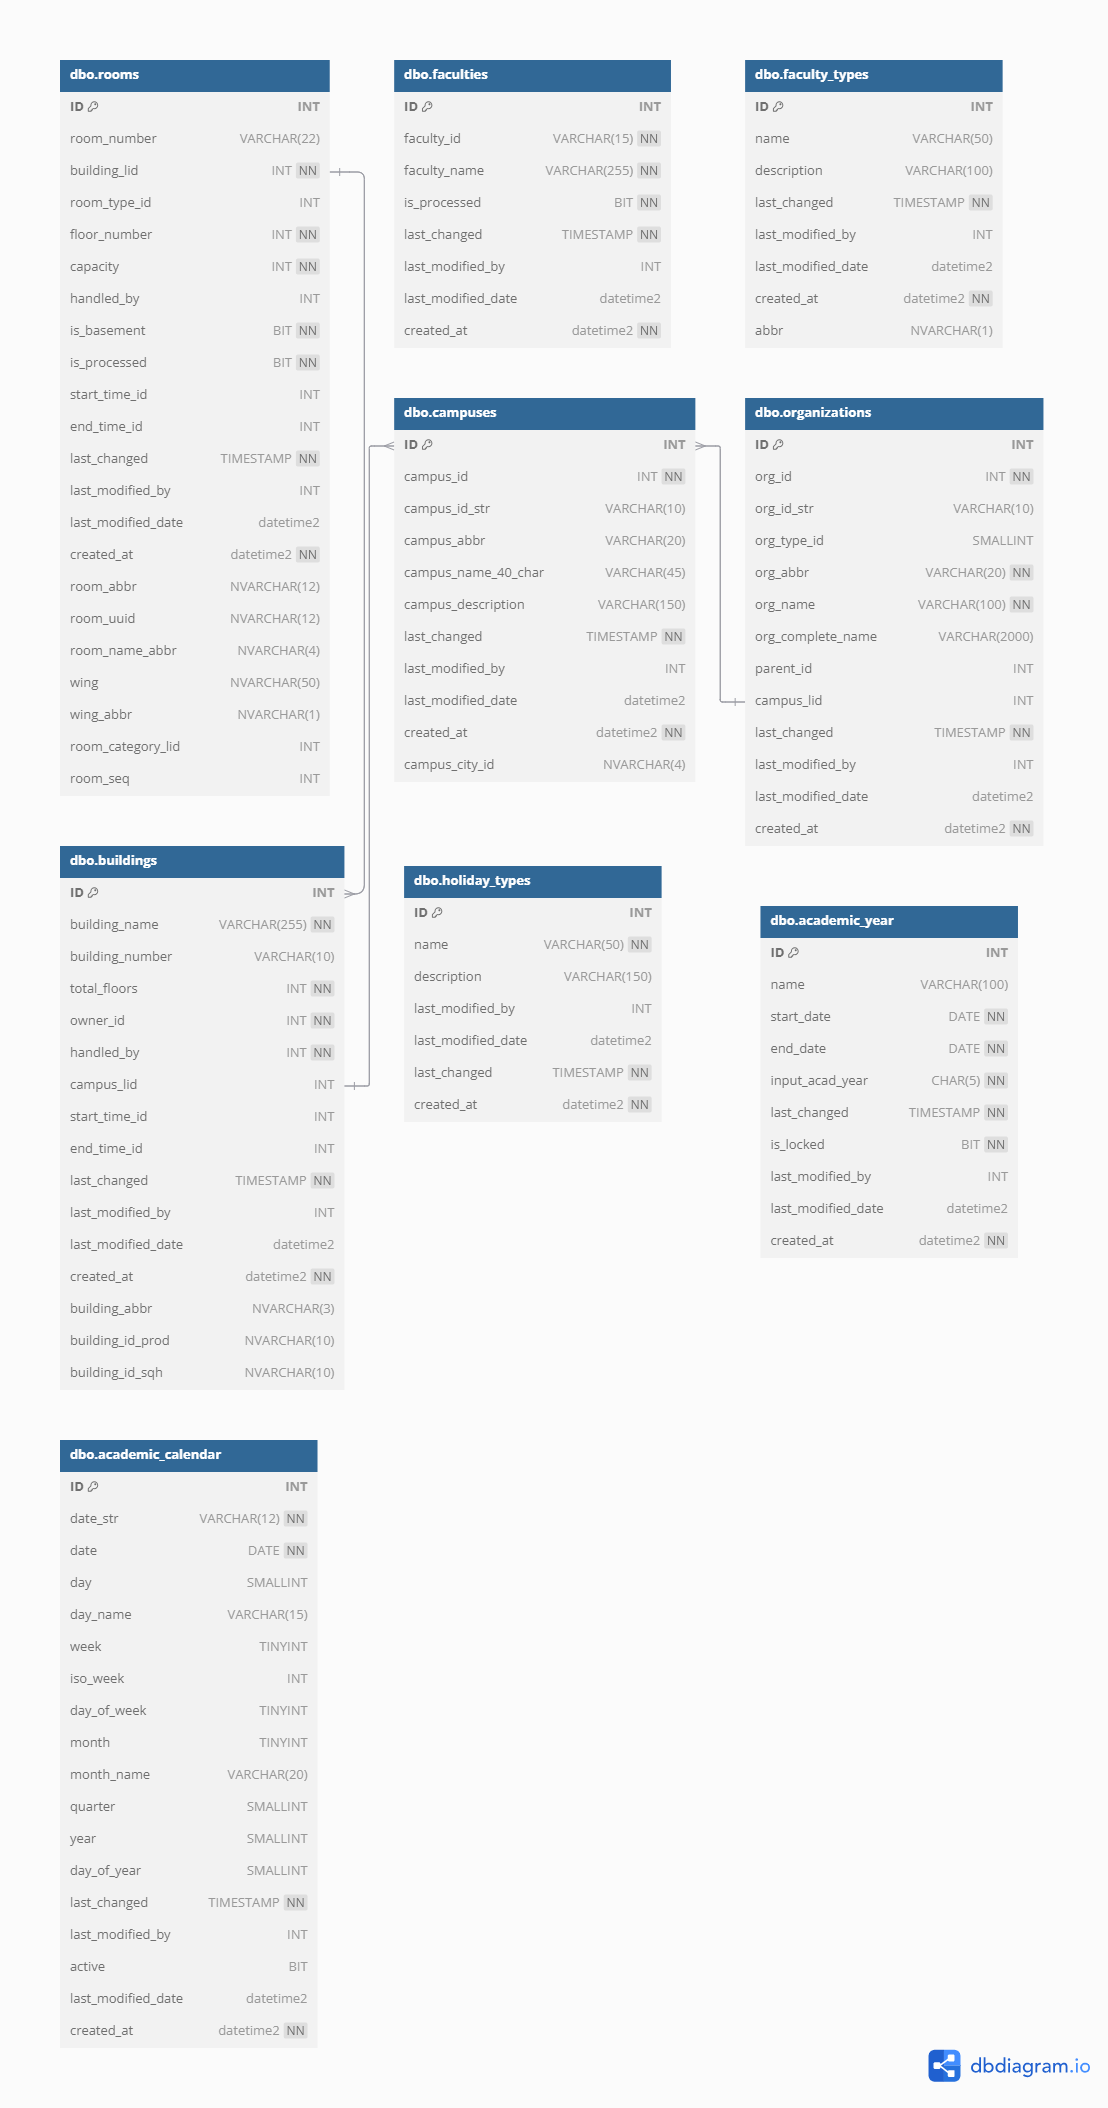 dbo.rooms
ID INT
room_number VARCHAR(22)
building_lid INT NN
room_type_id INT
floor_number INT NN
capacity INT NN
handled_by INT
is_basement BIT NN
is_processed BIT NN
start_time_id INT
end_time_id INT
last_changed TIMESTAMP NN
last_modified_by INT
last_modified_date datetime2
created_at datetime2 NN
room_abbr NVARCHAR(12)
room_uuid NVARCHAR(12)
room_name_abbr NVARCHAR(4)
wing NVARCHAR(50)
wing_abbr NVARCHAR(1)
room_category_lid INT
room_seq INT
dbo.faculties
ID INT
faculty_id VARCHAR(15) NN
faculty_name VARCHAR(255) NN
is_processed BIT NN
last_changed TIMESTAMP NN
last_modified_by INT
last_modified_date datetime2
created_at datetime2 NN
dbo.faculty_types
ID INT
name VARCHAR(50)
description VARCHAR(100)
last_changed TIMESTAMP NN
last_modified_by INT
last_modified_date datetime2
created_at datetime2 NN
abbr NVARCHAR(1)
dbo.campuses
ID INT
campus_id INT NN
campus_id_str VARCHAR(10)
campus_abbr VARCHAR(20)
campus_name_40_char VARCHAR(45)
campus_description VARCHAR(150)
last_changed TIMESTAMP NN
last_modified_by INT
last_modified_date datetime2
created_at datetime2 NN
campus_city_id NVARCHAR(4)
dbo.organizations
ID INT
org_id INT NN
org_id_str VARCHAR(10)
org_type_id SMALLINT
org_abbr VARCHAR(20) NN
org_name VARCHAR(100) NN
org_complete_name VARCHAR(2000)
parent_id INT
campus_lid INT
last_changed TIMESTAMP NN
last_modified_by INT
last_modified_date datetime2
created_at datetime2 NN
dbo.buildings
ID INT
building_name VARCHAR(255) NN
building_number VARCHAR(10)
total_floors INT NN
owner_id INT NN
handled_by INT NN
campus_lid INT
start_time_id INT
end_time_id INT
last_changed TIMESTAMP NN
last_modified_by INT
last_modified_date datetime2
created_at datetime2 NN
building_abbr NVARCHAR(3)
building_id_prod NVARCHAR(10)
building_id_sqh NVARCHAR(10)
dbo.holiday_types
ID INT
name VARCHAR(50) NN
description VARCHAR(150)
last_modified_by INT
last_modified_date datetime2
last_changed TIMESTAMP NN
created_at datetime2 NN
dbo.academic_year
ID INT
name VARCHAR(100)
start_date DATE NN
end_date DATE NN
input_acad_year CHAR(5) NN
last_changed TIMESTAMP NN
is_locked BIT NN
last_modified_by INT
last_modified_date datetime2
created_at datetime2 NN
dbo.academic_calendar
ID INT
date_str VARCHAR(12) NN
date DATE NN
day SMALLINT
day_name VARCHAR(15)
week TINYINT
iso_week INT
day_of_week TINYINT
month TINYINT
month_name VARCHAR(20)
quarter SMALLINT
year SMALLINT
day_of_year SMALLINT
last_changed TIMESTAMP NN
last_modified_by INT
active BIT
last_modified_date datetime2
created_at datetime2 NN
dbdiagram.io